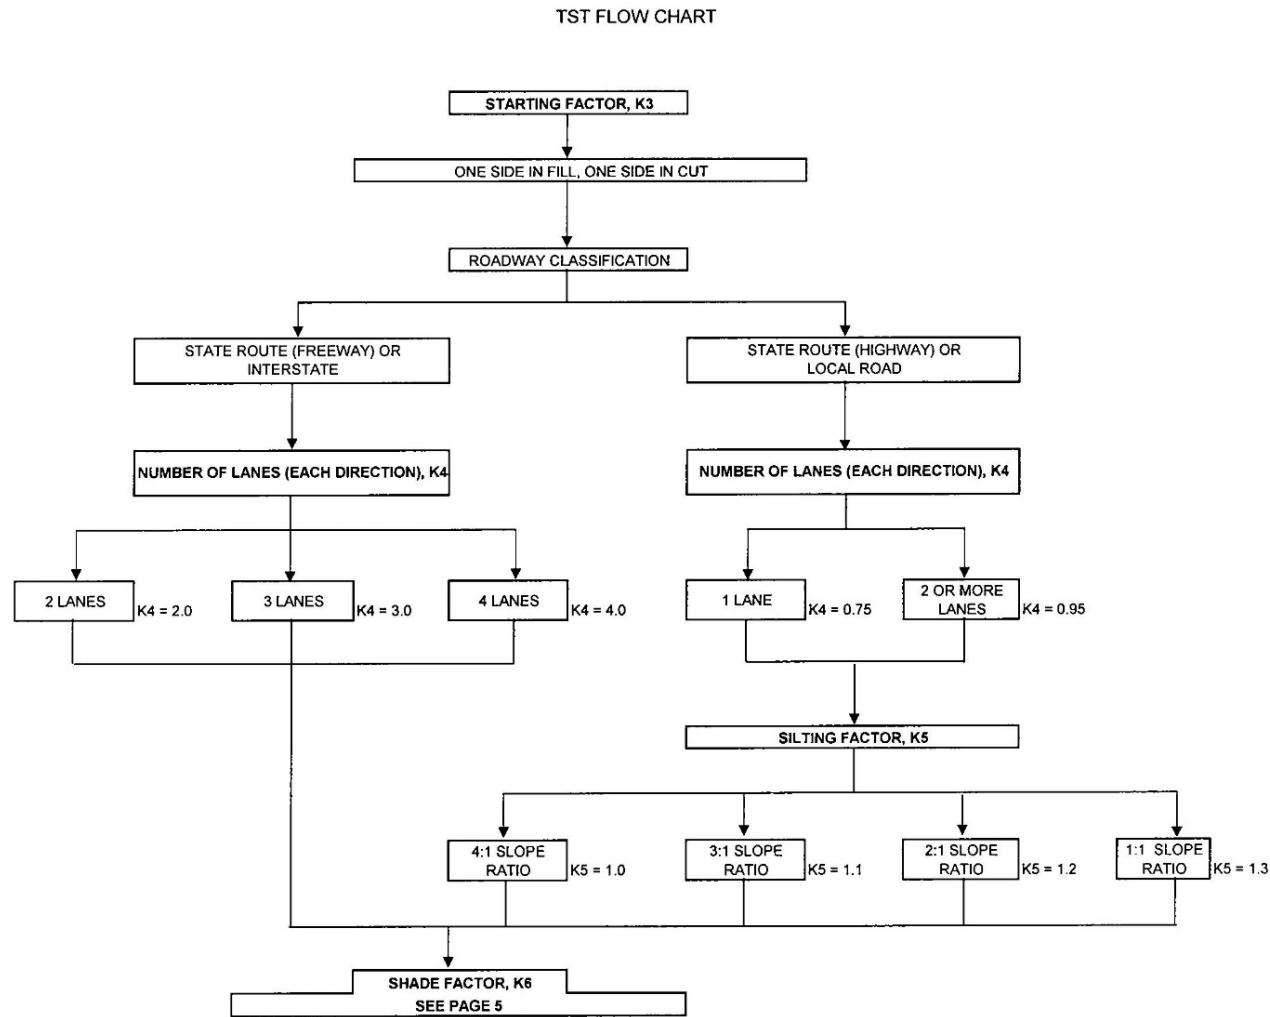 TST FLOW CHART
STARTING FACTOR, K3
ONE SIDE IN FILL, ONE SIDE IN CUT
ROADWAY CLASSIFICATION
STATE ROUTE (FREEWAY) OR
INTERSTATE
STATE ROUTE (HIGHWAY) OR
LOCAL ROAD
NUMBER OF LANES (EACH DIRECTION), K4
NUMBER OF LANES (EACH DIRECTION), K4
2 LANES
K4 = 2.0
3 LANES
K4 = 3.0
4 LANES
K4 = 4.0
1 LANE
K4 = 0.75
2 OR MORE
LANES
K4 = 0.95
SILTING FACTOR, K5
4:1 SLOPE
RATIO
K5 = 1.0
3:1 SLOPE
RATIO
K5 = 1.1
2:1 SLOPE
RATIO
K5 = 1.2
1:1 SLOPE
RATIO
K5 = 1.3
SHADE FACTOR, K6
SEE PAGE 5